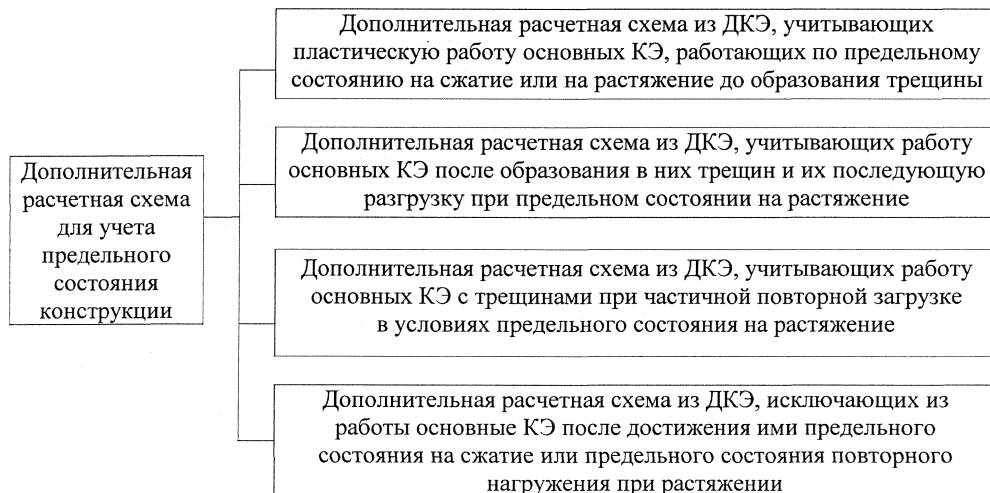 Дополнительная
расчетная схема
для учета
предельного
состояния
конструкции
Дополнительная расчетная схема из ДКЭ, учитывающих
пластическую работу основных КЭ, работающих по предельному
состоянию на сжатие или на растяжение до образования трещины
Дополнительная расчетная схема из ДКЭ, учитывающих работу
основных КЭ после образования в них трещин и их последующую
разгрузку при предельном состоянии на растяжение
Дополнительная расчетная схема из ДКЭ, учитывающих работу
основных КЭ с трещинами при частичной повторной загрузке
в условиях предельного состояния на растяжение
Дополнительная расчетная схема из ДКЭ, исключающих из
работы основные КЭ после достижения ими предельного
состояния на сжатие или предельного состояния повторного
нагружения при растяжении